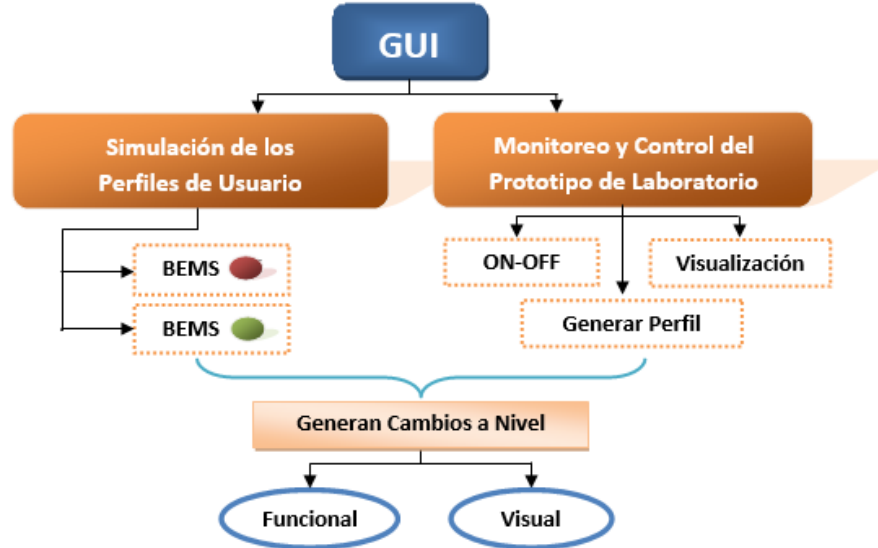 GUI
Simulación de los
Perfiles de Usuario
Monitoreo y Control del
Prototipo de Laboratorio
BEMS
BEMS
ON-OFF
Visualización
Generar Perfil
Generan Cambios a Nivel
Funcional
Visual